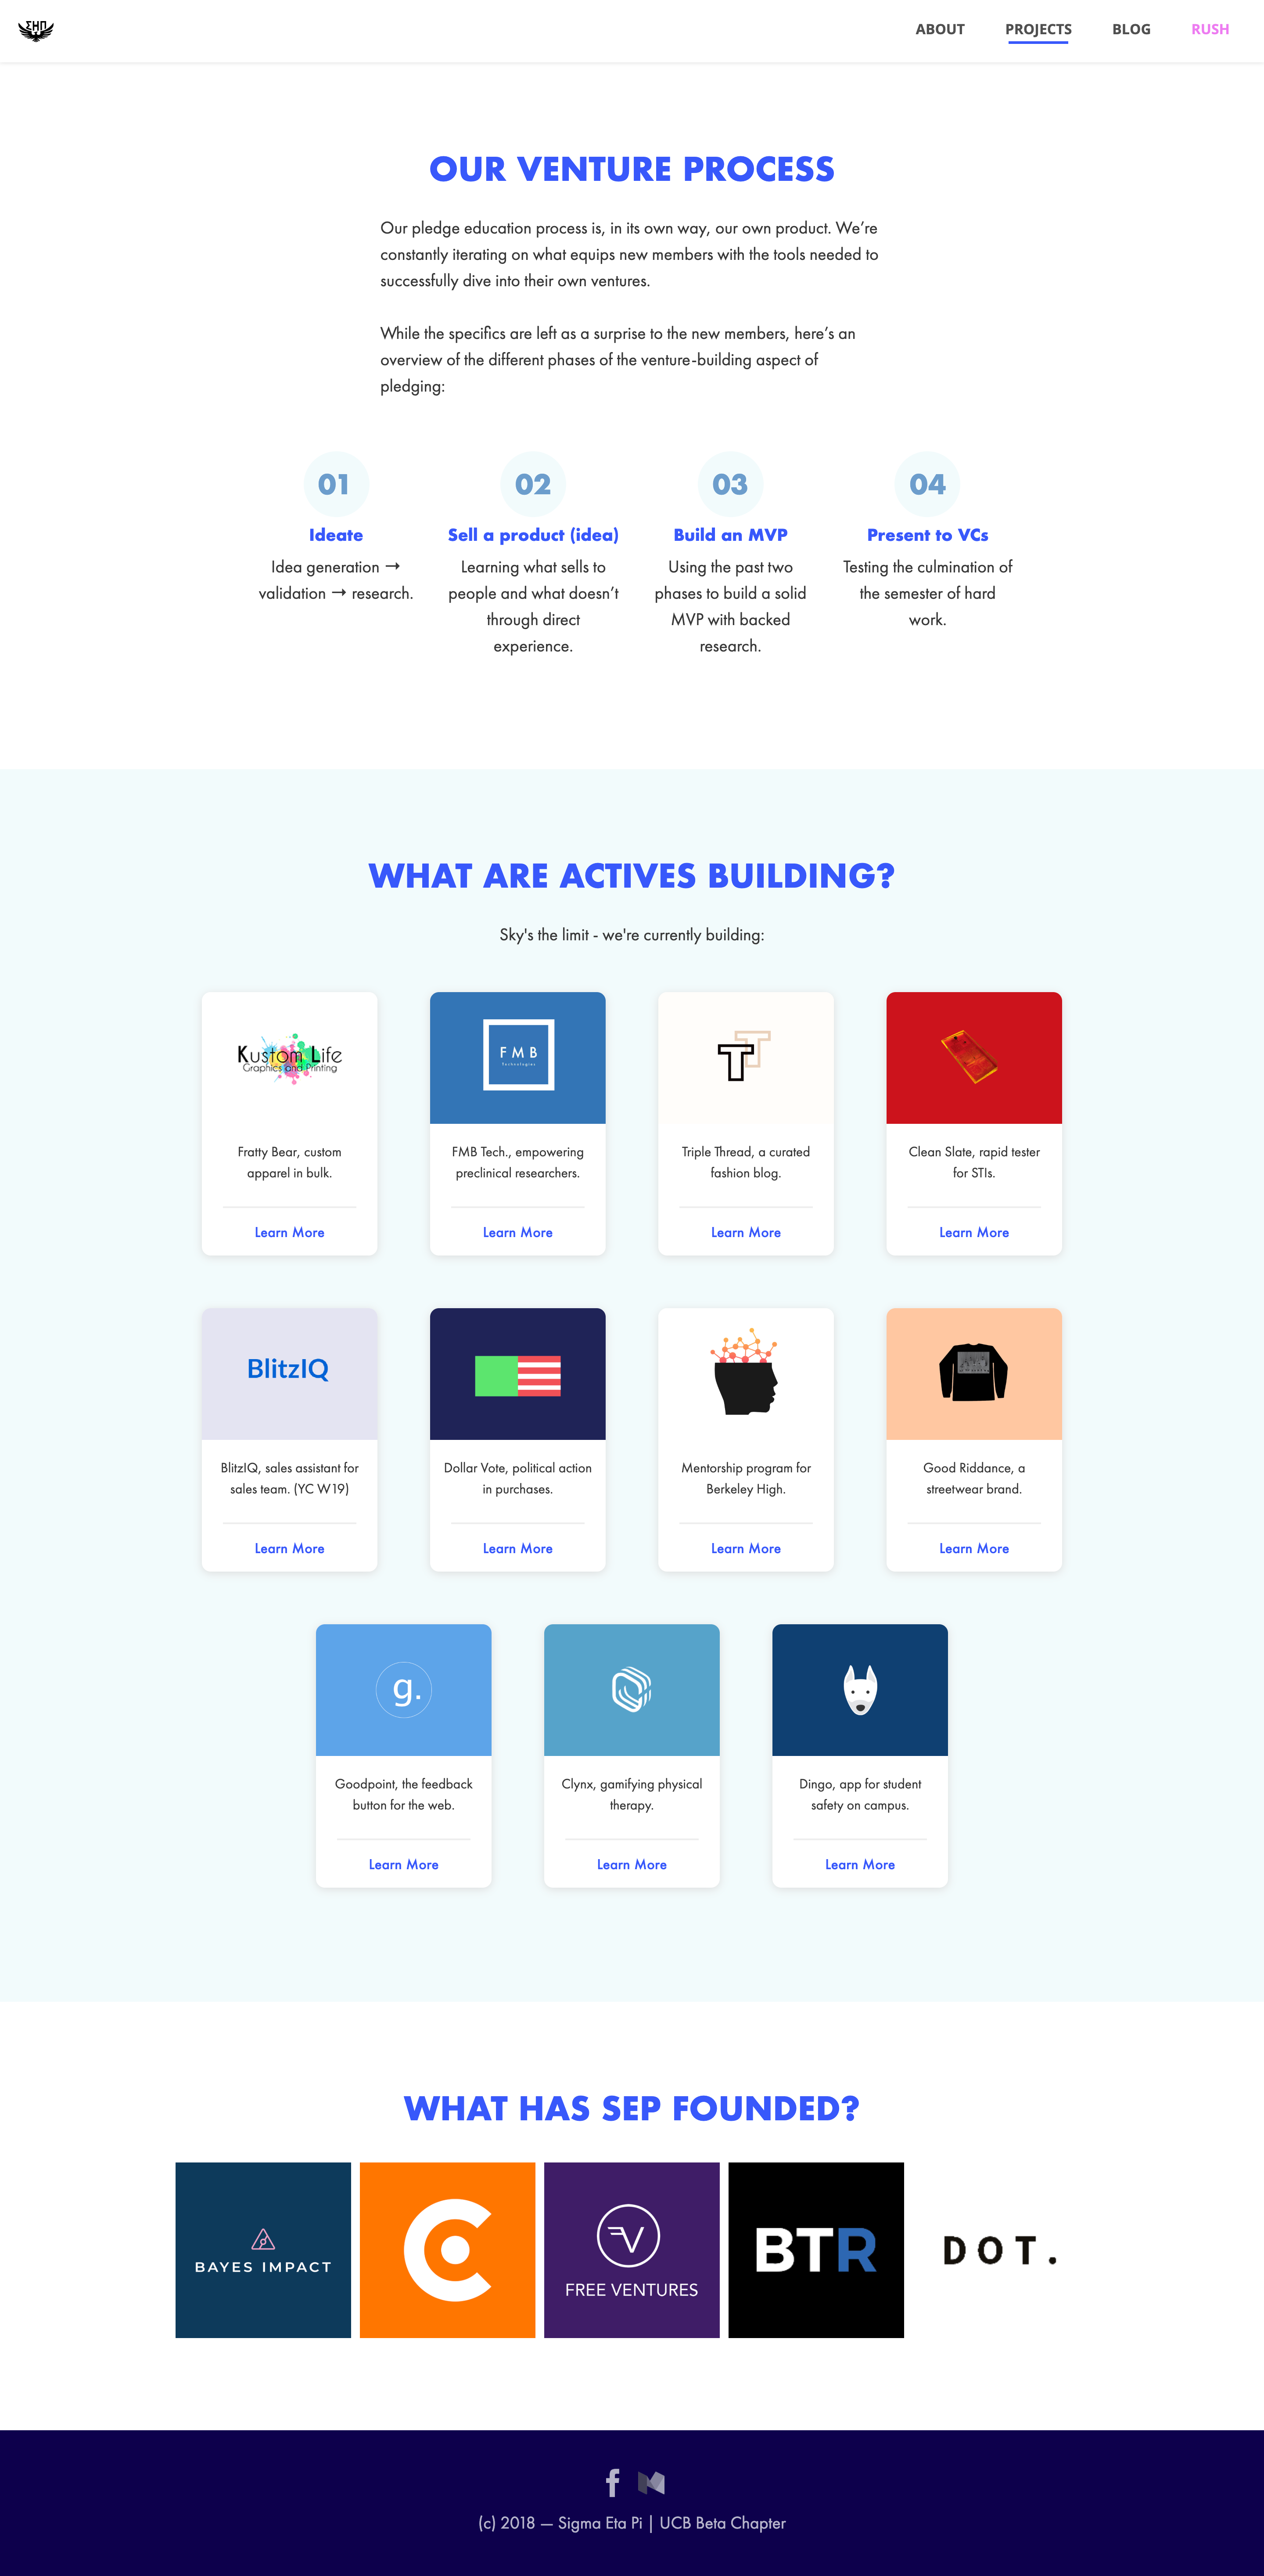 ΣΗΠ
ABOUT
PROJECTS
BLOG
RUSH
OUR VENTURE PROCESS
Our pledge education process is, in its own way, our own product. We’re
constantly iterating on what equips new members with the tools needed to
successfully dive into their own ventures.
While the specifics are left as a surprise to the new members, here’s an
overview of the different phases of the venture-building aspect of
pledging:
01
Ideate
Idea generation →
validation → research.
02
Sell a product (idea)
Learning what sells to
people and what doesn’t
through direct
experience.
03
Build an MVP
Using the past two
phases to build a solid
MVP with backed
research.
04
Present to VCs
Testing the culmination of
the semester of hard
work.
WHAT ARE ACTIVES BUILDING?
Sky's the limit - we're currently building:
Kustom Life
Graphics and Printing
Fratty Bear, custom
apparel in bulk.
Learn More
FMB
Technologies
FMB Tech., empowering
preclinical researchers.
Learn More
TT
Triple Thread, a curated
fashion blog.
Learn More
Clean Slate, rapid tester
for STIs.
Learn More
BlitzIQ
BlitzIQ, sales assistant for
sales team. (YC W19)
Learn More
Dollar Vote, political action
in purchases.
Learn More
Mentorship program for
Berkeley High.
Learn More
Good Riddance, a
streetwear brand.
Learn More
g.
Goodpoint, the feedback
button for the web.
Learn More
Clynx, gamifying physical
therapy.
Learn More
Dingo, app for student
safety on campus.
Learn More
WHAT HAS SEP FOUNDED?
BAYES IMPACT
C
FREE VENTURES
BTR
DOT.
(c) 2018 — Sigma Eta Pi | UCB Beta Chapter